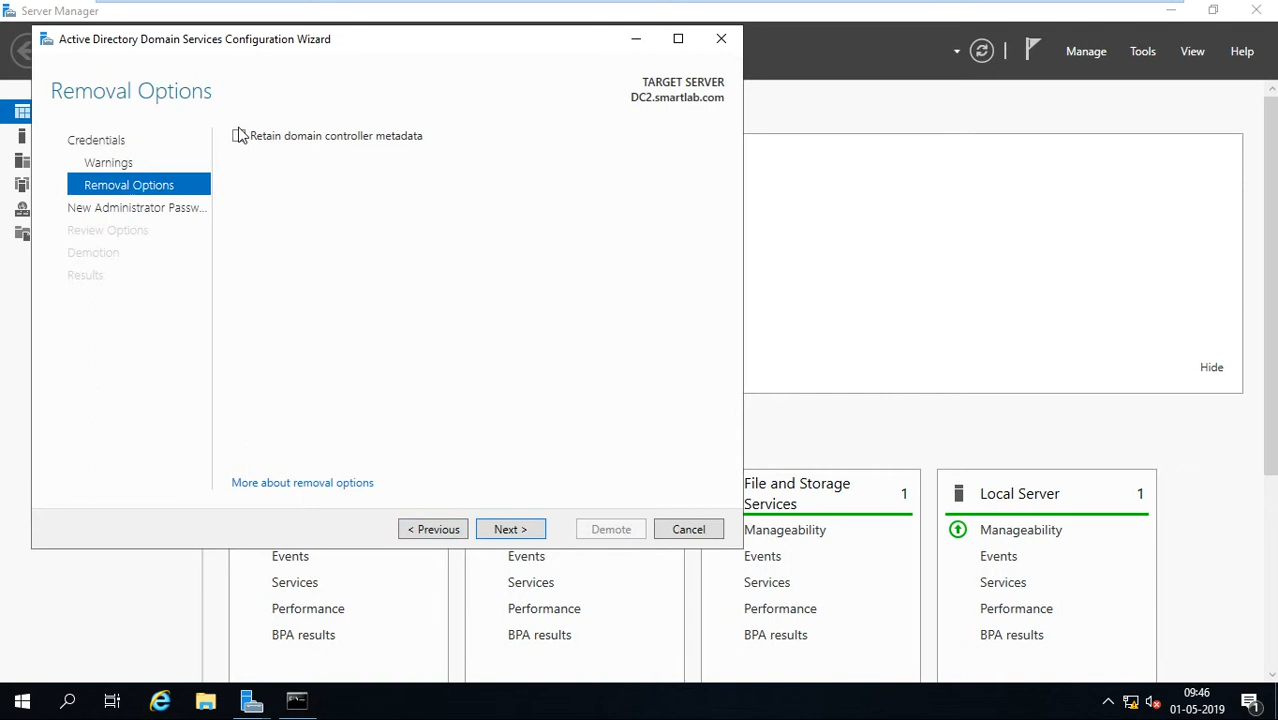 Server Manager
Active Directory Domain Services Configuration Wizard
Manage
Tools
View
Help
Removal Options
TARGET SERVER
DC2.smartlab.com
Credentials
Warnings
Removal Options
New Administrator Passw...
Review Options
Demotion
Results
Retain domain controller metadata
Hide
More about removal options
< Previous
Next >
Demote
Cancel
Events
Services
Performance
BPA results
Events
Services
Performance
BPA results
File and Storage
Services
1
Manageability
Events
Services
Performance
BPA results
Local Server
1
Manageability
Events
Services
Performance
BPA results
09:46
01-05-2019
1